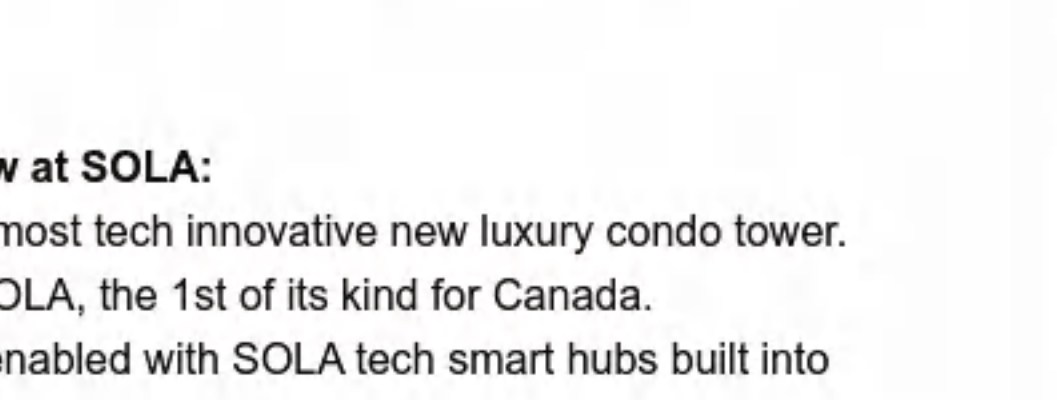 w at SOLA:
most tech innovative new luxury condo tower.
OLA, the 1st of its kind for Canada.
enabled with SOLA tech smart hubs built into